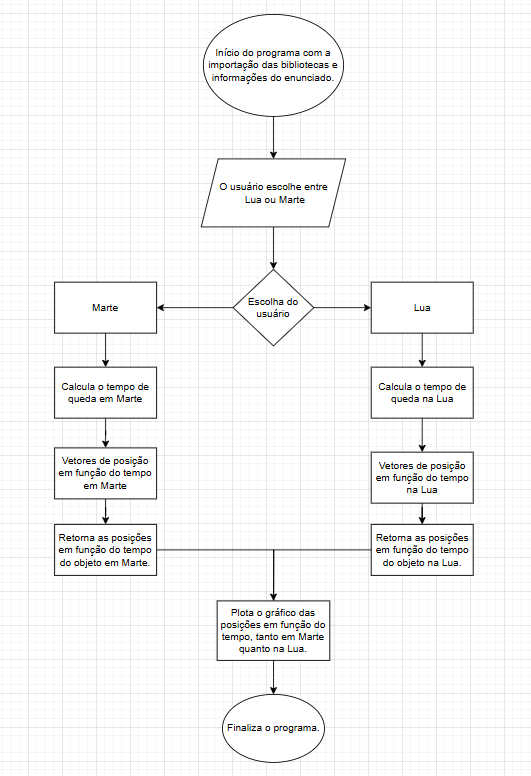 Início do programa com a
importação das bibliotecas e
informações do enunciado.
O usuário escolhe entre
Lua ou Marte
Escolha do
usuário
Marte
Lua
Calcula o tempo de
queda em Marte
Calcula o tempo de
queda na Lua
Vetores de posição
em função do tempo
em Marte
Vetores de posição
em função do tempo
na Lua
Retorna as posições
em função do tempo
do objeto em Marte.
Retorna as posições
em função do tempo
do objeto na Lua.
Plota o gráfico das
posições em função do
tempo, tanto em Marte
quanto na Lua.
Finaliza o programa.